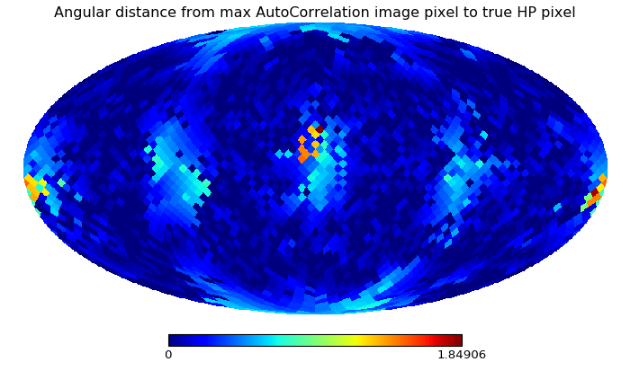 Angular distance from max AutoCorrelation image pixel to true HP pixel
0
1.84906